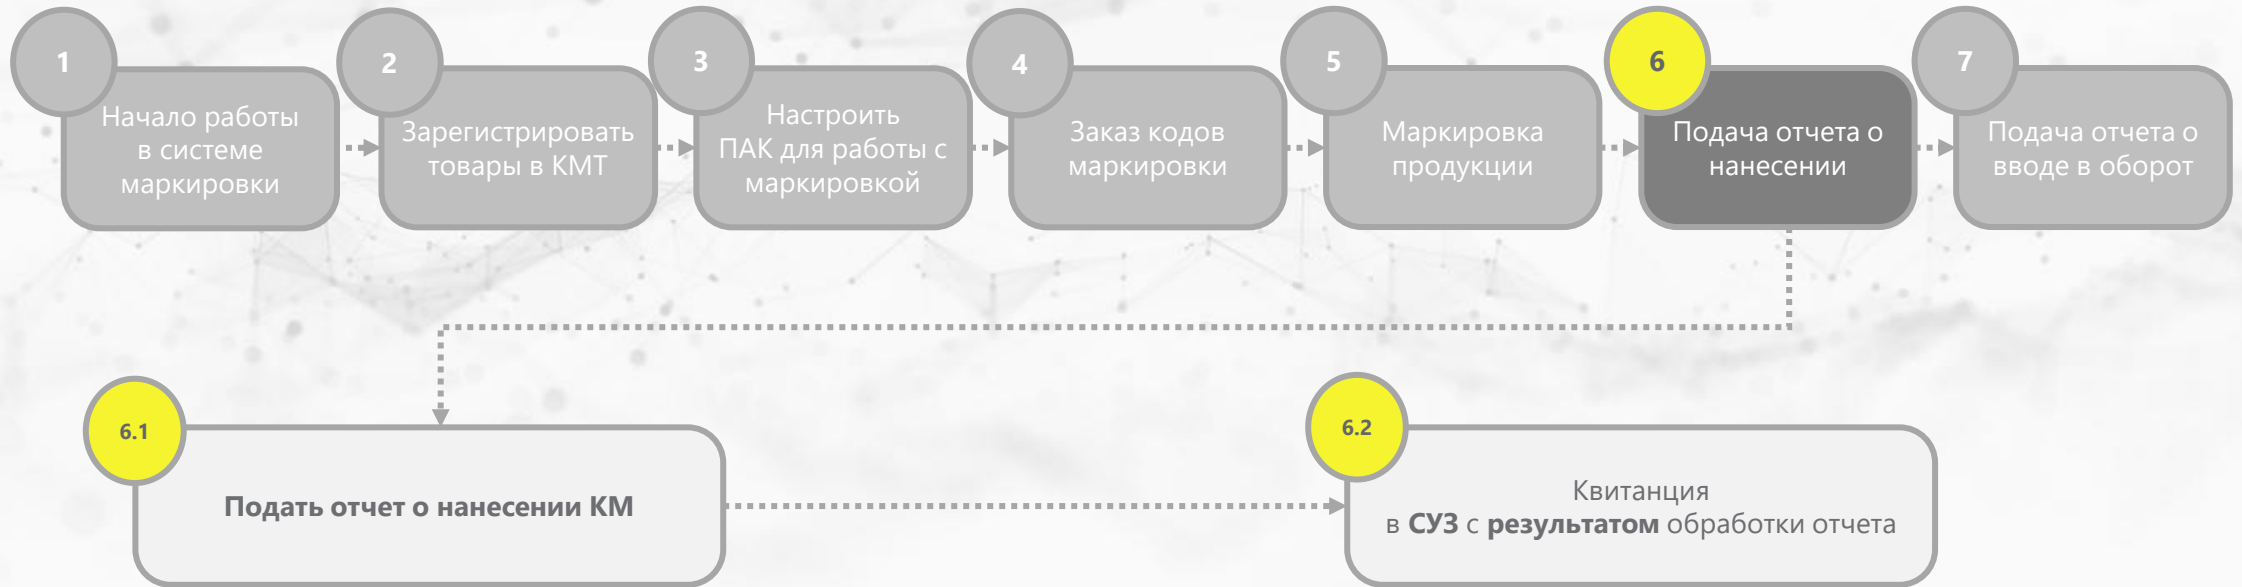 1
Начало работы
в системе
маркировки
2
Зарегистрировать
товары в КМТ
3
Настроить
ПАК для работы с
маркировкой
4
Заказ кодов
маркировки
5
Маркировка
продукции
6
Подача отчета о
нанесении
7
Подача отчета о
вводе в оборот
6.1
Подать отчет о нанесении КМ
6.2
Квитанция
в СУЗ с результатом обработки отчета